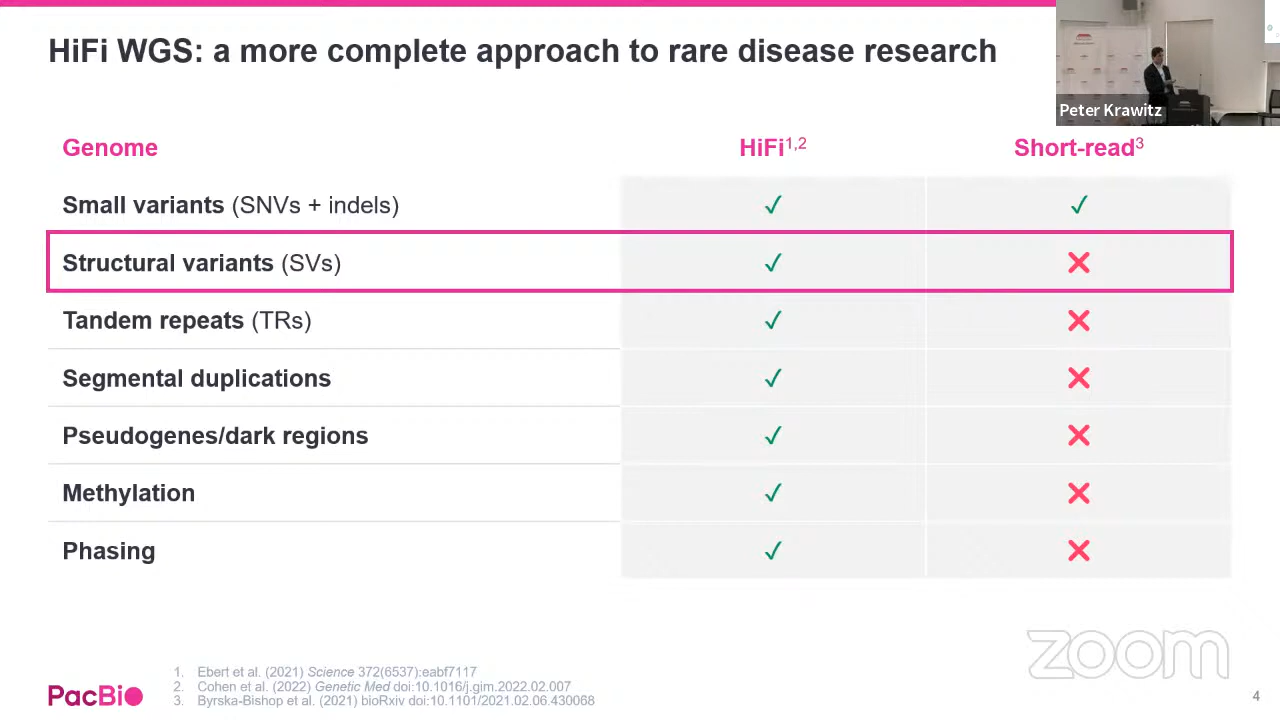 HiFi WGS: a more complete approach to rare disease research
Peter Krawitz
Genome HiFi1,2 Short-read3
Small variants (SNVs + indels) ✓ ✓
Structural variants (SVs) ✓ ✕
Tandem repeats (TRs) ✓ ✕
Segmental duplications ✓ ✕
Pseudogenes/dark regions ✓ ✕
Methylation ✓ ✕
Phasing ✓ ✕
zoom
1. Ebert et al. (2021) Science 372(6537):eabf7117
2. Cohen et al. (2022) Genetic Med doi:10.1016/j.gim.2022.02.007
3. Byrska-Bishop et al. (2021) bioRxiv doi:10.1101/2021.02.06.430068
PacBio
4